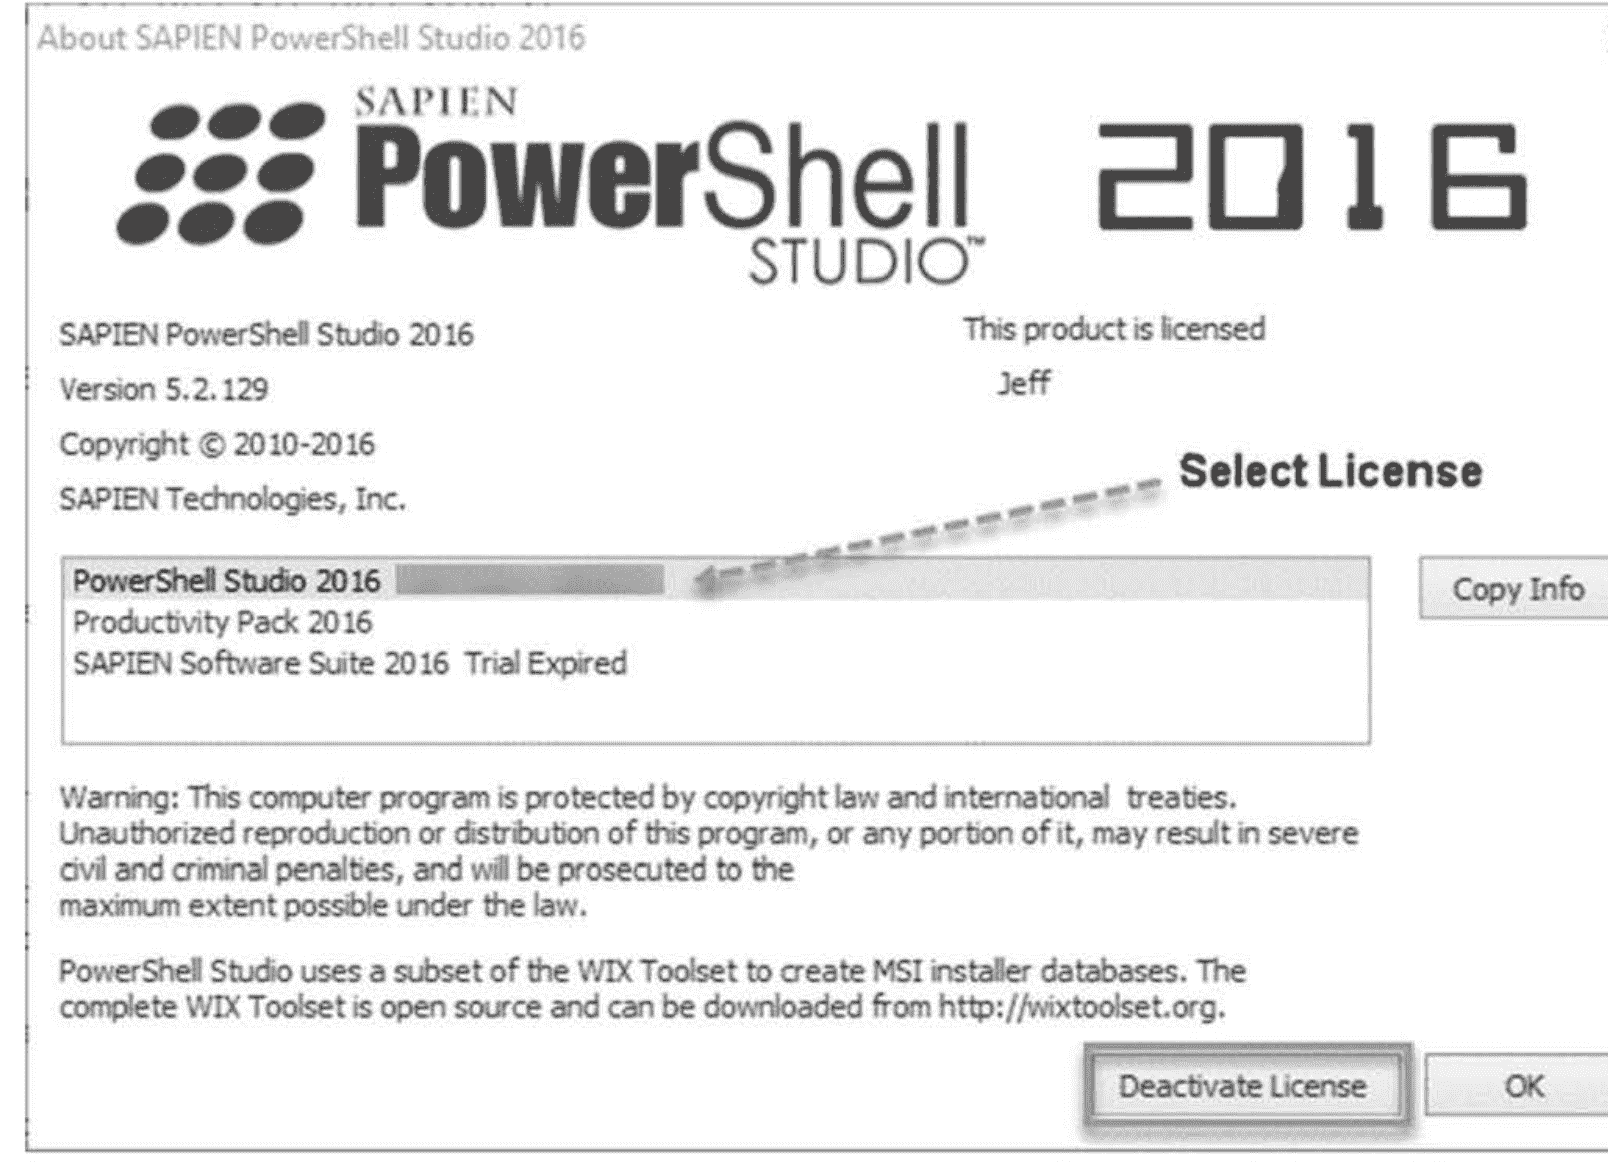 About SAPIEN PowerShell Studio 2016
SAPIEN
PowerShell 2016
STUDIO™
SAPIEN PowerShell Studio 2016
This product is licensed
Version 5.2.129
Jeff
Copyright © 2010-2016
Select License
SAPIEN Technologies, Inc.
PowerShell Studio 2016
Copy Info
Productivity Pack 2016
SAPIEN Software Suite 2016 Trial Expired
Warning: This computer program is protected by copyright law and international treaties.
Unauthorized reproduction or distribution of this program, or any portion of it, may result in severe
civil and criminal penalties, and will be prosecuted to the
maximum extent possible under the law.
PowerShell Studio uses a subset of the WIX Toolset to create MSI installer databases. The
complete WIX Toolset is open source and can be downloaded from http://wixtoolset.org.
Deactivate License
OK